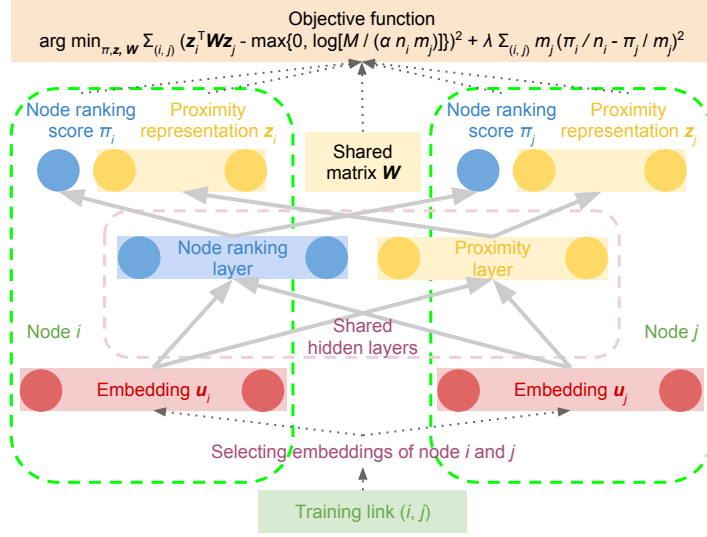 Objective function
arg min_{π,z, W} Σ_{(i, j)} (z_i^T W z_j - max{0, log[M / (α n_i m_j)]})^2 + λ Σ_{(i, j)} m_j (π_i / n_i - π_j / m_j)^2
Node ranking
score π_i
Proximity
representation z_i
Node ranking
score π_j
Proximity
representation z_j
Shared
matrix W
Node ranking
layer
Proximity
layer
Node i
Shared
hidden layers
Node j
Embedding u_i
Embedding u_j
Selecting embeddings of node i and j
Training link (i, j)